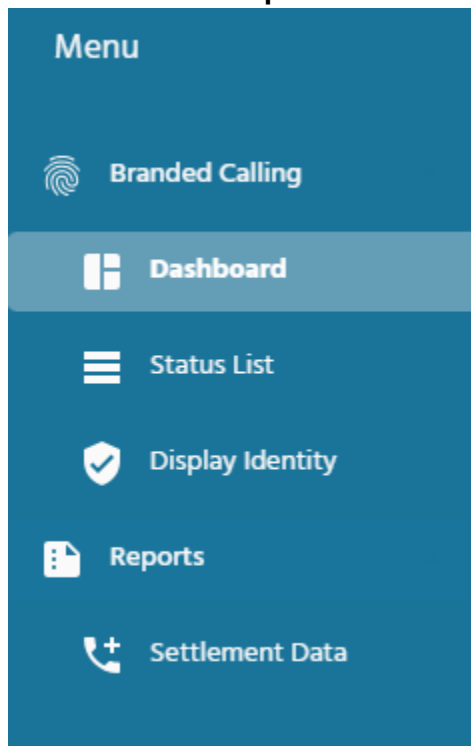 Menu
Branded Calling
Dashboard
Status List
Display Identity
Reports
Settlement Data